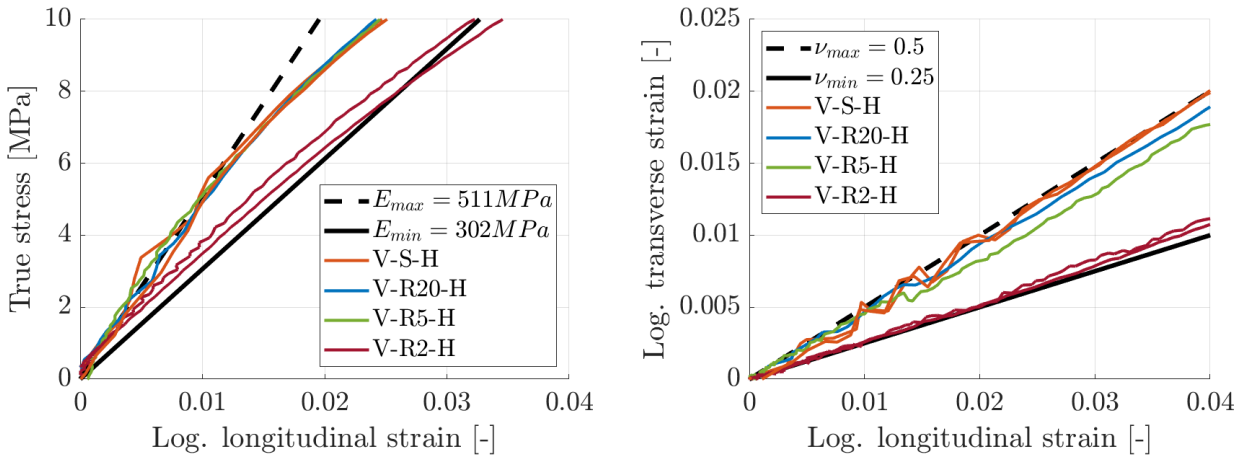 True stress [MPa]
10
8
6
4
2
0
E_max = 511MPa
E_min = 302MPa
V-S-H
V-R20-H
V-R5-H
V-R2-H
0
0.01
0.02
0.03
0.04
Log. longitudinal strain [-]
Log. transverse strain [-]
0.025
0.02
0.015
0.01
0.005
0
ν_max = 0.5
ν_min = 0.25
V-S-H
V-R20-H
V-R5-H
V-R2-H
0
0.01
0.02
0.03
0.04
Log. longitudinal strain [-]